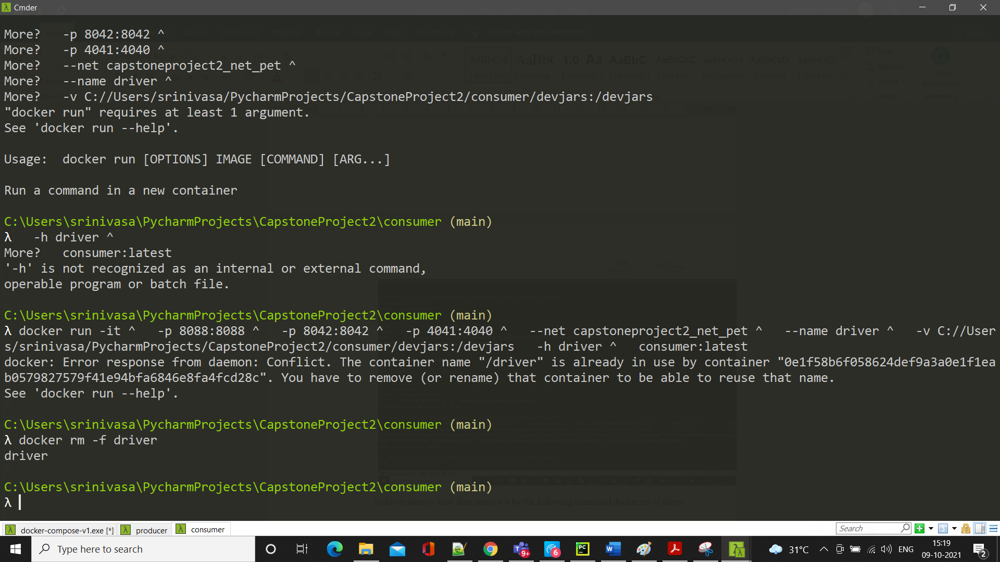 Cmder
More?   -p 8042:8042 ^
More?   -p 4041:4040 ^
More?   --net capstoneproject2_net_pet ^
More?   --name driver ^
More?   -v C://Users/srinivasa/PycharmProjects/CapstoneProject2/consumer/devjars:/devjars
"docker run" requires at least 1 argument.
See 'docker run --help'.
Usage:  docker run [OPTIONS] IMAGE [COMMAND] [ARG...]
Run a command in a new container
C:\Users\srinivasa\PycharmProjects\CapstoneProject2\consumer (main)
λ   -h driver ^
More?   consumer:latest
'-h' is not recognized as an internal or external command,
operable program or batch file.
C:\Users\srinivasa\PycharmProjects\CapstoneProject2\consumer (main)
λ docker run -it ^   -p 8088:8088 ^   -p 8042:8042 ^   -p 4041:4040 ^   --net capstoneproject2_net_pet ^   --name driver ^   -v C://User
s/srinivasa/PycharmProjects/CapstoneProject2/consumer/devjars:/devjars   -h driver ^   consumer:latest
docker: Error response from daemon: Conflict. The container name "/driver" is already in use by container "0e1f58b6f058624def9a3a0e1f1ea
b0579827579f41e94bfa6846e8fa4fcd28c". You have to remove (or rename) that container to be able to reuse that name.
See 'docker run --help'.
C:\Users\srinivasa\PycharmProjects\CapstoneProject2\consumer (main)
λ docker rm -f driver
driver
C:\Users\srinivasa\PycharmProjects\CapstoneProject2\consumer (main)
λ
If driver already exist then remove it by the following command docker run -f driver
docker-compose-v1.exe [*] producer consumer Search
Type here to search 9+ 6 31°C ENG 15:19
09-10-2021 2